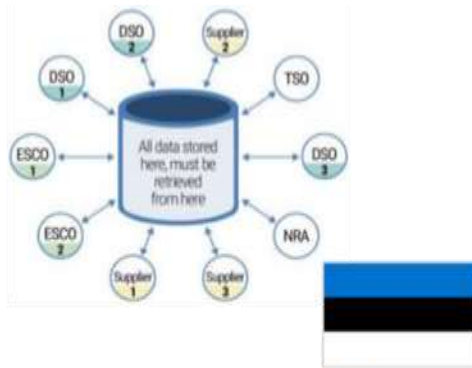 DSO
2
Supplier
2
DSO
1
TSO
ESCO
1
All data stored
here, must be
retrieved
from here
DSO
3
ESCO
2
NRA
Supplier
1
Supplier
3